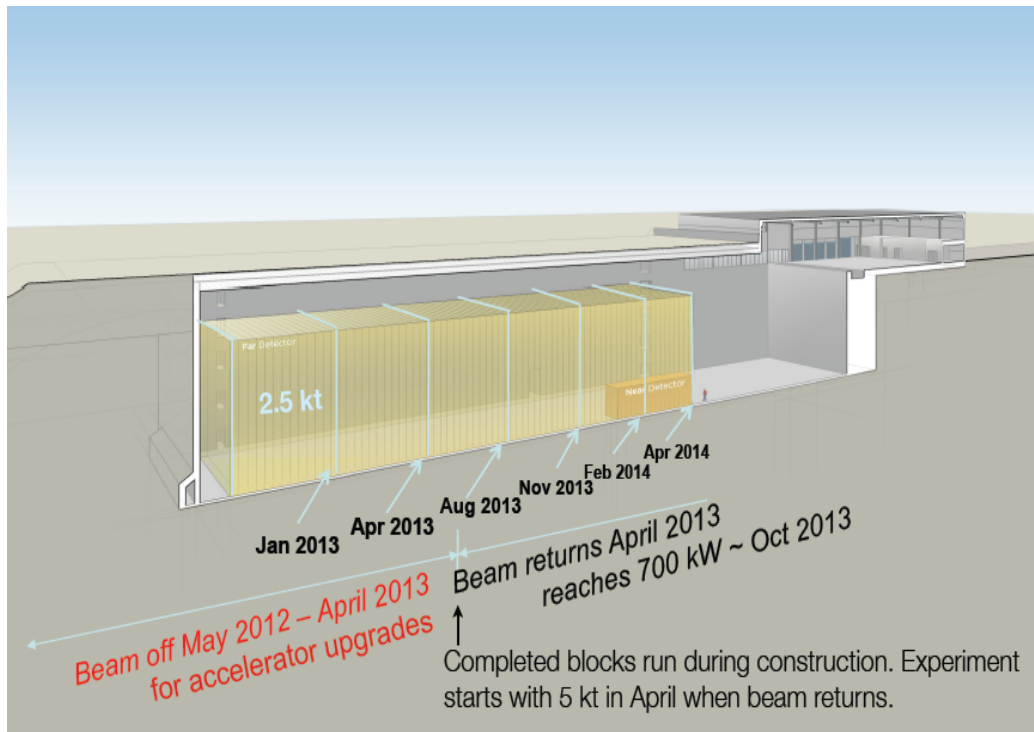 Far Detector
2.5 kt
Near Detector
Jan 2013
Apr 2013
Aug 2013
Nov 2013
Feb 2014
Apr 2014
Beam off May 2012 – April 2013
for accelerator upgrades
Beam returns April 2013
reaches 700 kW ~ Oct 2013
Completed blocks run during construction. Experiment
starts with 5 kt in April when beam returns.